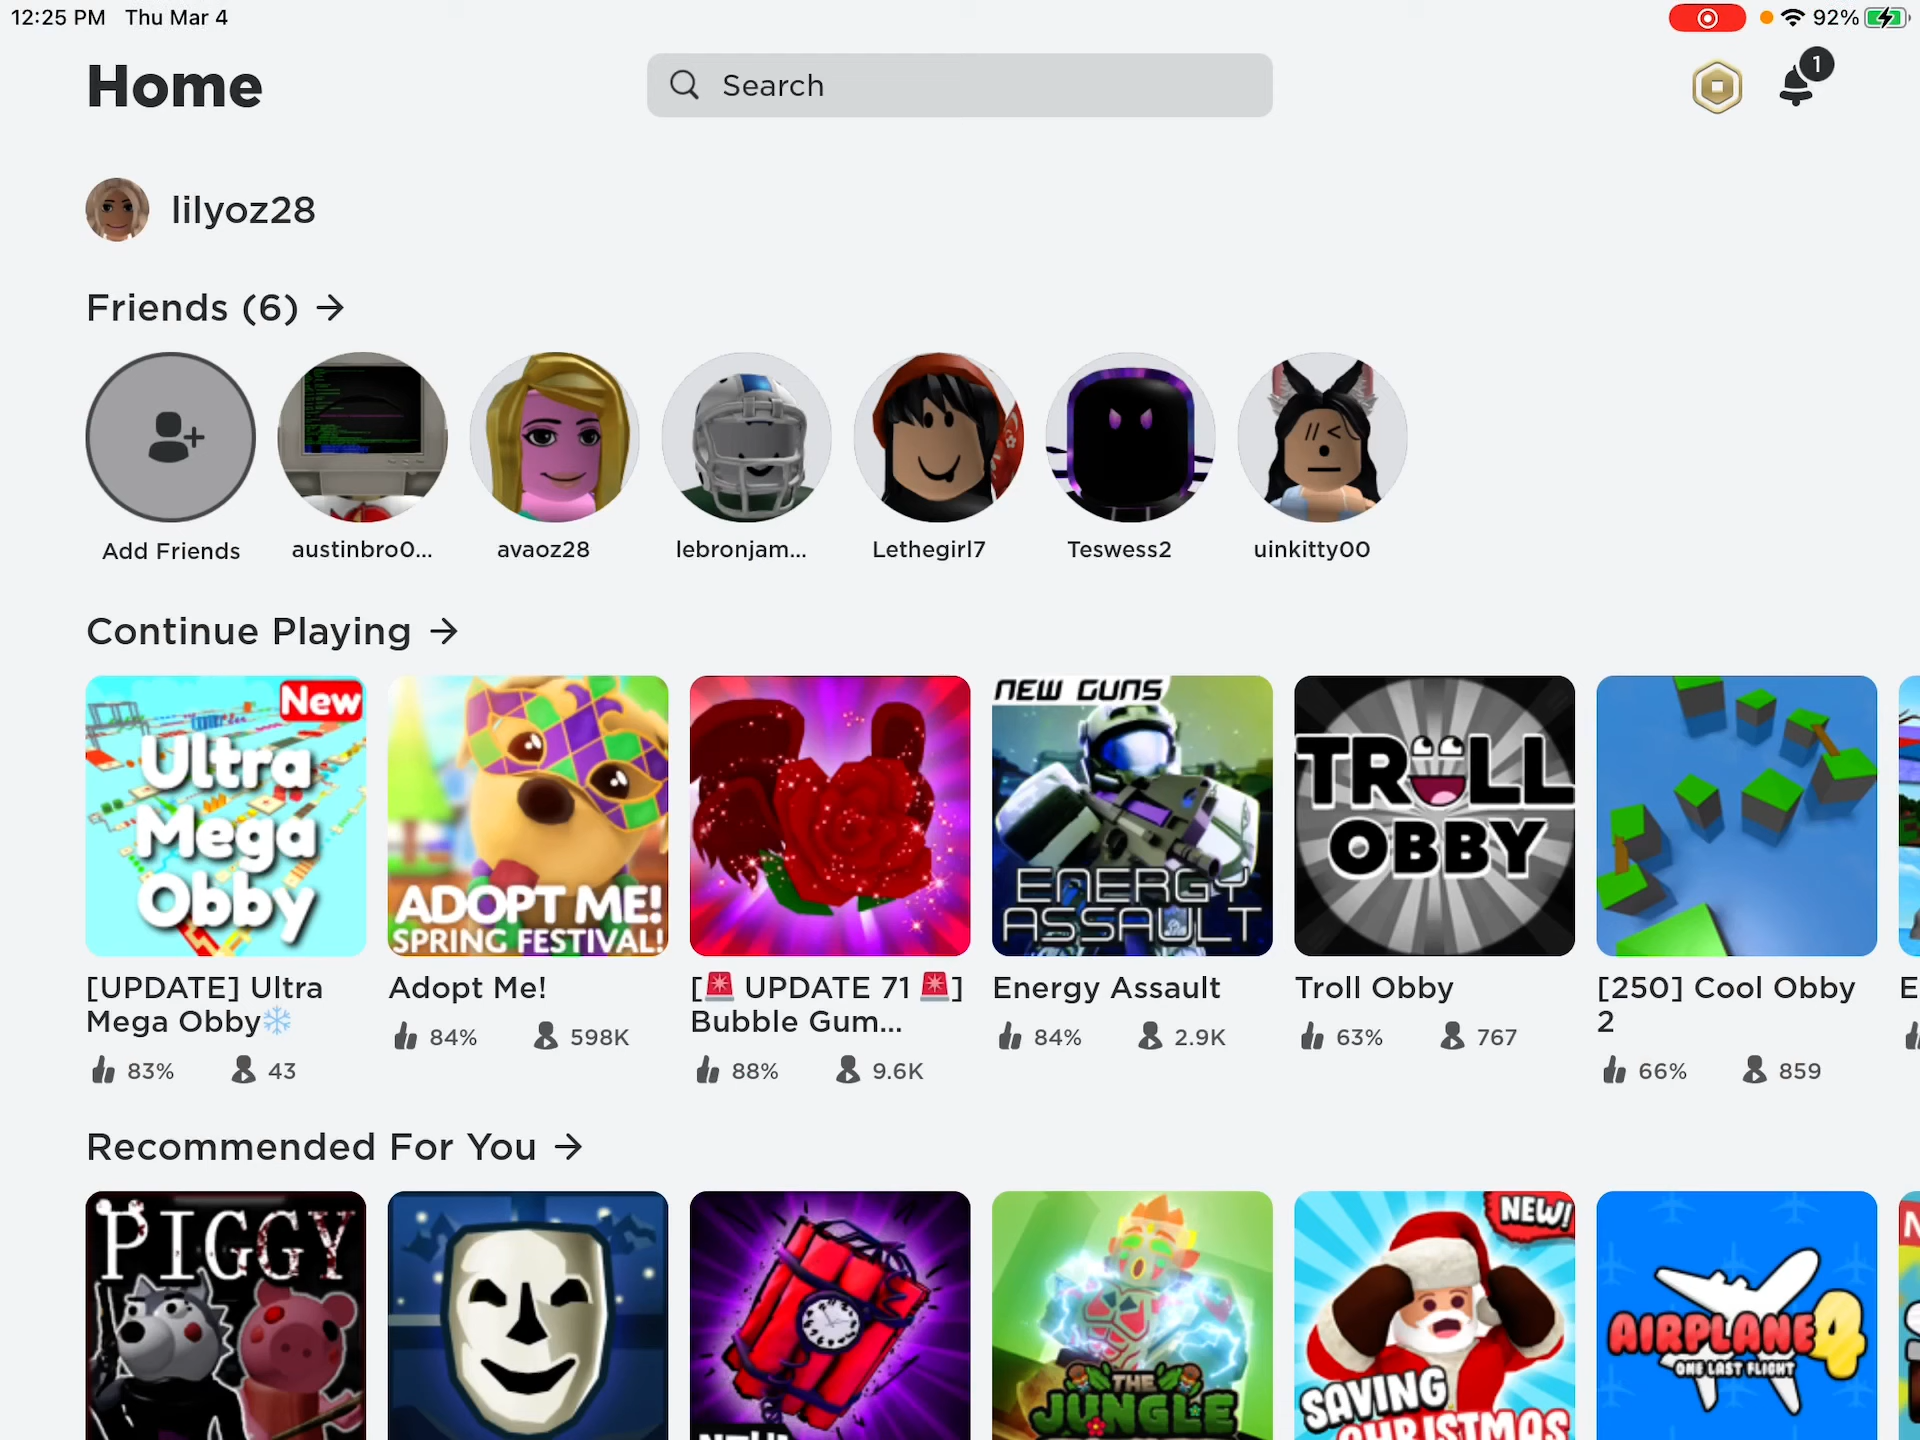 12:25 PM Thu Mar 4
92%
Home
Search
1
lilyoz28
Friends (6) →
Add Friends
austinbro0...
avaoz28
lebronjam...
Lethegirl7
Teswess2
uinkitty00
Continue Playing →
New
Ultra
Mega
Obby
ADOPT ME!
SPRING FESTIVAL!
NEW GUNS
ENERGY
ASSAULT
TROLL
OBBY
[UPDATE] Ultra
Mega Obby❄️
83% 43
Adopt Me!
84% 598K
[🚨 UPDATE 71 🚨]
Bubble Gum...
88% 9.6K
Energy Assault
84% 2.9K
Troll Obby
63% 767
[250] Cool Obby
2
66% 859
E
Recommended For You →
PIGGY
THE
JUNGLE
NEW!
SAVING
CHRISTMAS
AIRPLANE 4
ONE LAST FLIGHT
N